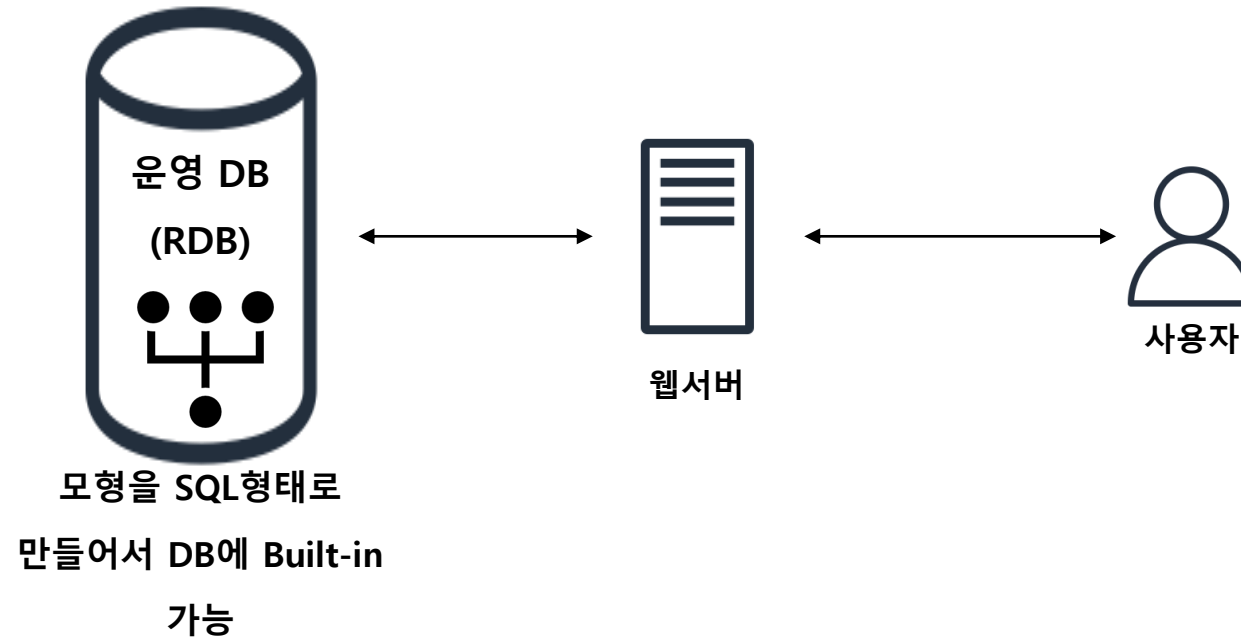 운영 DB
(RDB)
모형을 SQL형태로
만들어서 DB에 Built-in
가능
웹서버
사용자